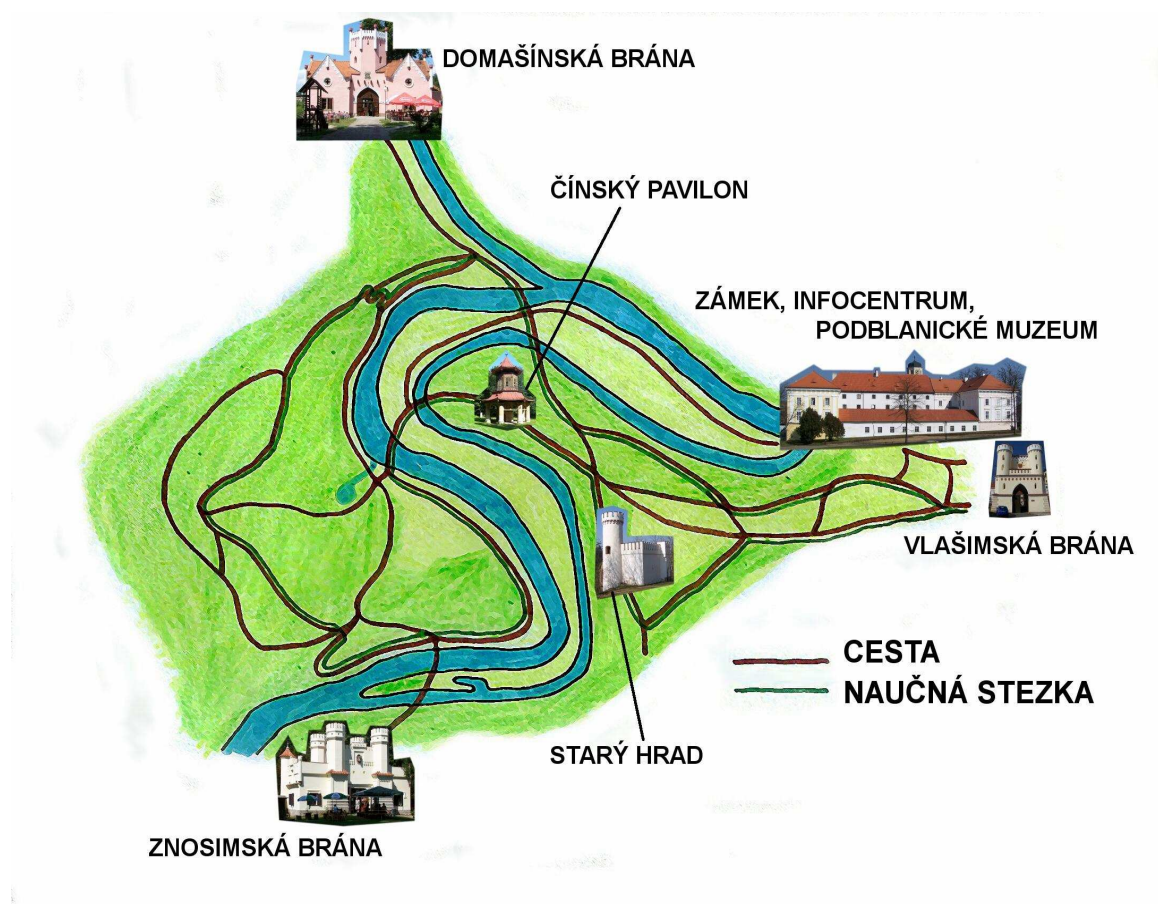 DOMAŠÍNSKÁ BRÁNA
ČÍNSKÝ PAVILON
ZÁMEK, INFOCENTRUM,
PODBLANICKÉ MUZEUM
VLAŠIMSKÁ BRÁNA
CESTA
NAUČNÁ STEZKA
STARÝ HRAD
ZNOSIMSKÁ BRÁNA